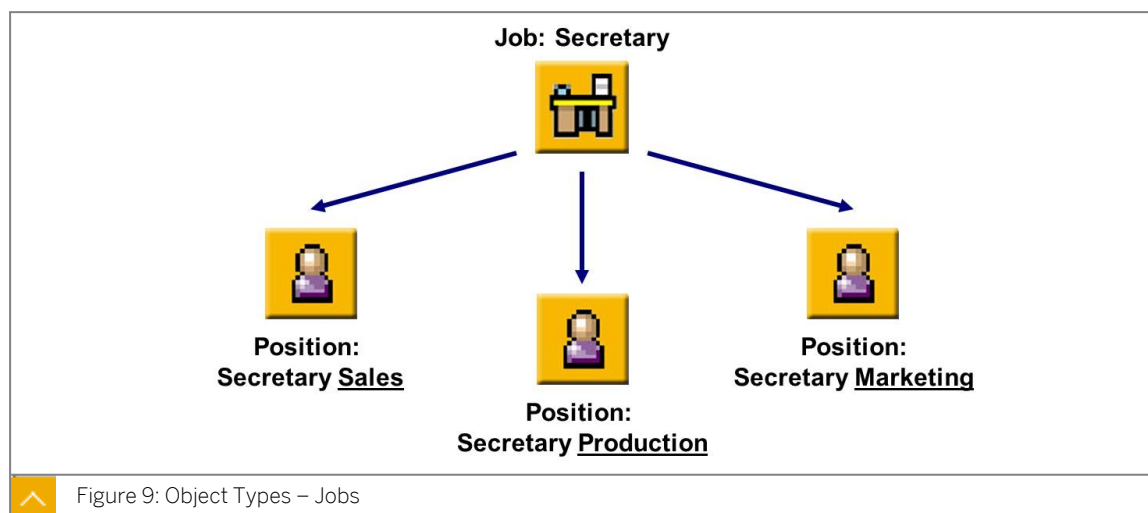 Job: Secretary
Position:
Secretary Sales
Position:
Secretary Production
Position:
Secretary Marketing
Figure 9: Object Types – Jobs